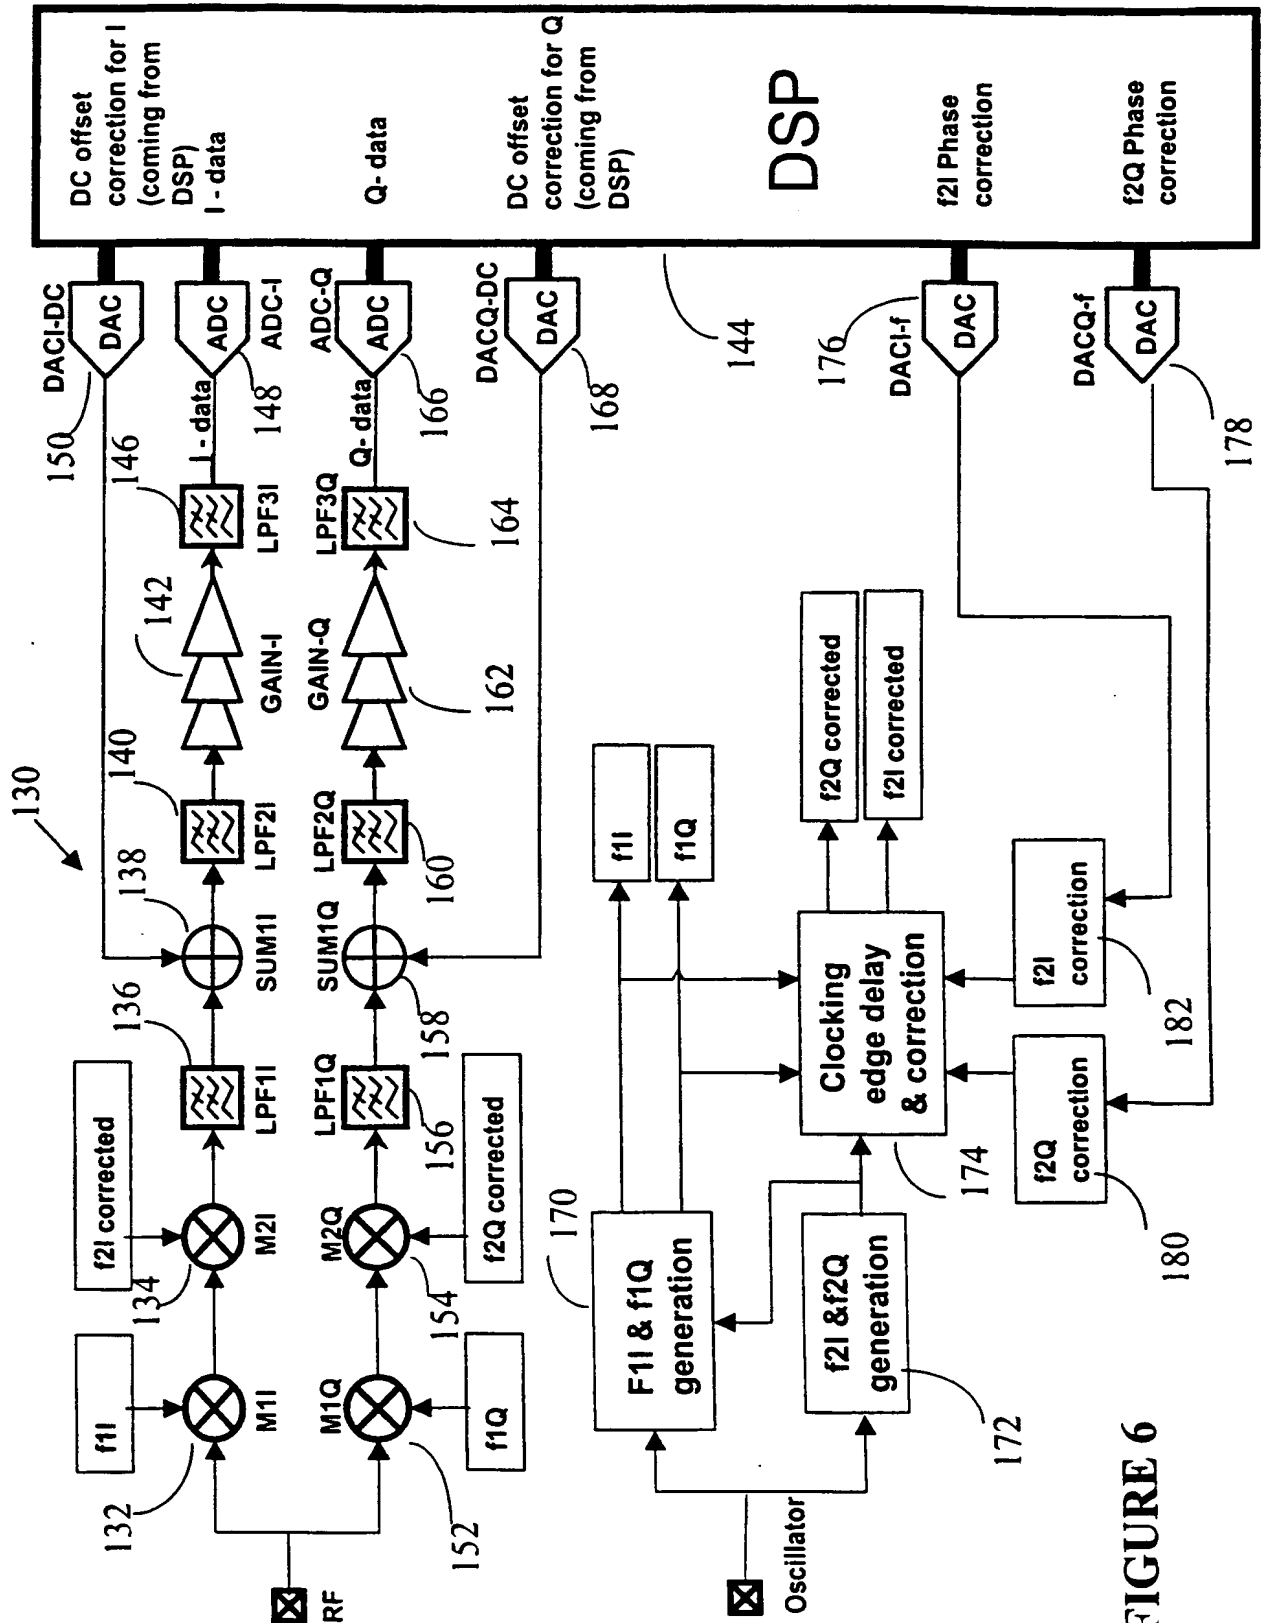 130
RF
132
f1I
M1I
134
f2I corrected
M2I
136
LPF1I
138
SUM1I
140
LPF2I
142
GAIN-I
146
LPF3I
I - data
148
ADC
ADC-I
150
DACI-DC
DAC
DC offset
correction for I
(coming from
DSP)
I - data
152
M1Q
f1Q
154
M2Q
f2Q corrected
156
LPF1Q
158
SUM1Q
160
LPF2Q
162
GAIN-Q
164
LPF3Q
Q- data
166
ADC-Q
ADC
Q- data
168
DACQ-DC
DAC
DC offset
correction for Q
(coming from
DSP)
144
DSP
Oscillator
170
F1I & f1Q
generation
172
f2I &f2Q
generation
f1I
f1Q
174
Clocking
edge delay
& correction
f2Q corrected
f2I corrected
180
f2Q
correction
182
f2I
correction
176
DACI-f
DAC
f2I Phase
correction
178
DACQ-f
DAC
f2Q Phase
correction
FIGURE 6